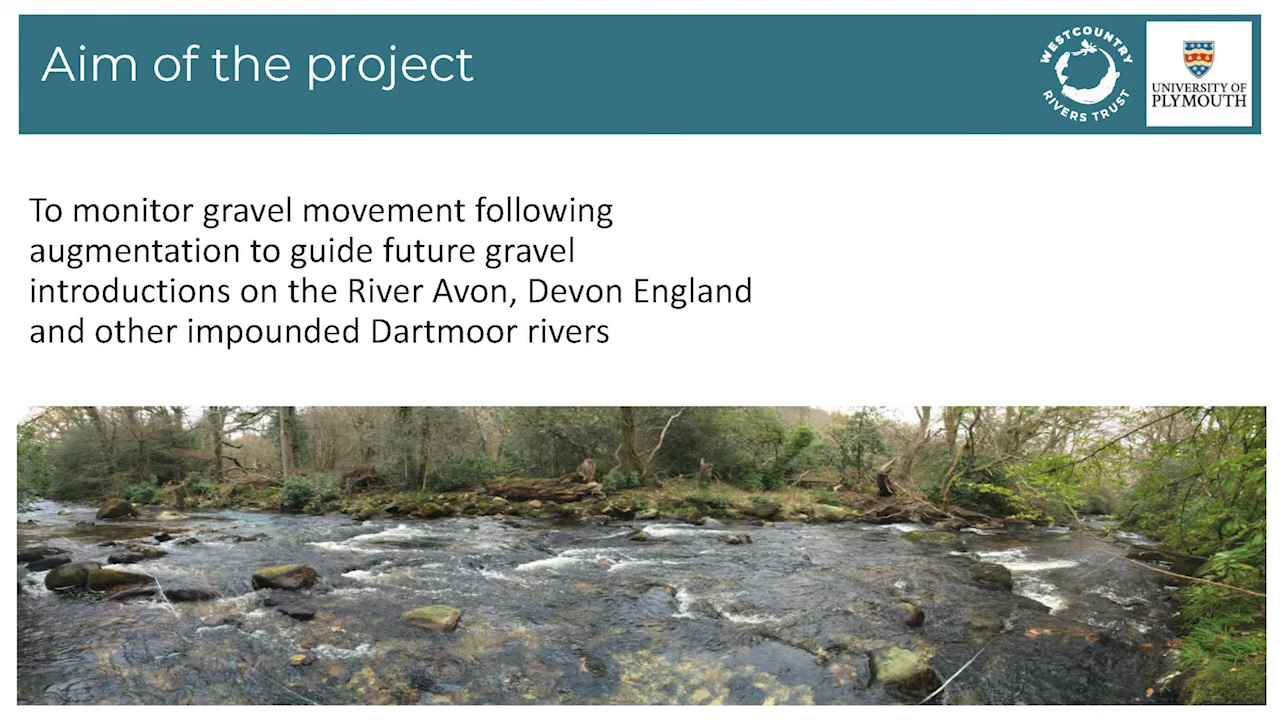 Aim of the project
WESTCOUNTRY
RIVERS TRUST
UNIVERSITY OF
PLYMOUTH
To monitor gravel movement following
augmentation to guide future gravel
introductions on the River Avon, Devon England
and other impounded Dartmoor rivers